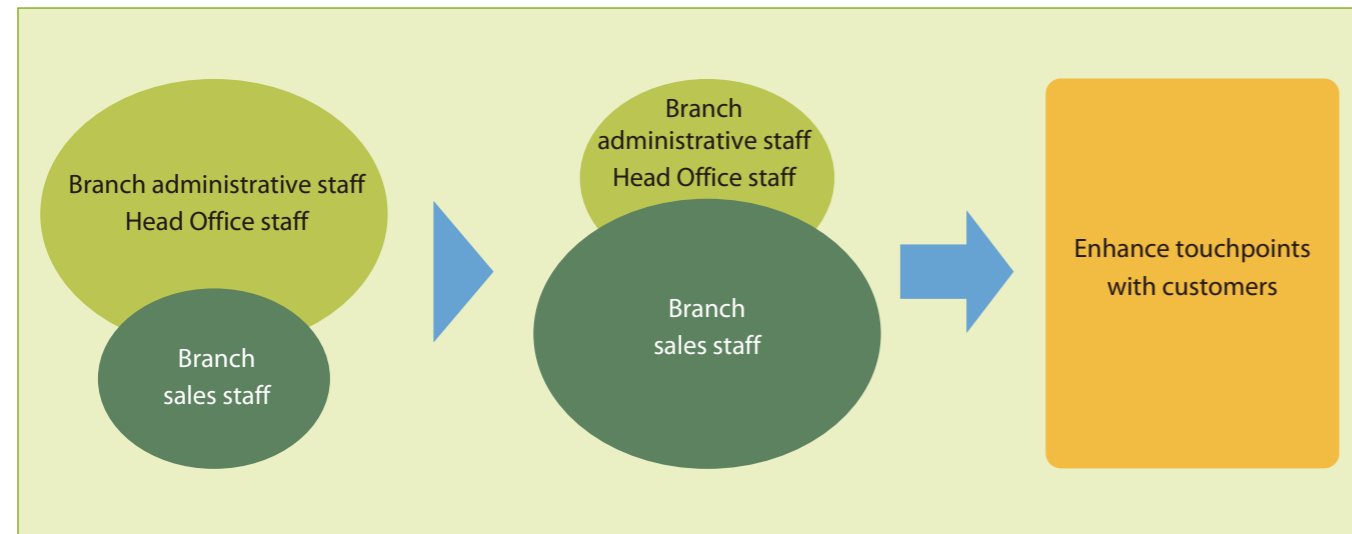 Branch administrative staff
Head Office staff
Branch
sales staff
Branch
administrative staff
Head Office staff
Branch
sales staff
Enhance touchpoints
with customers